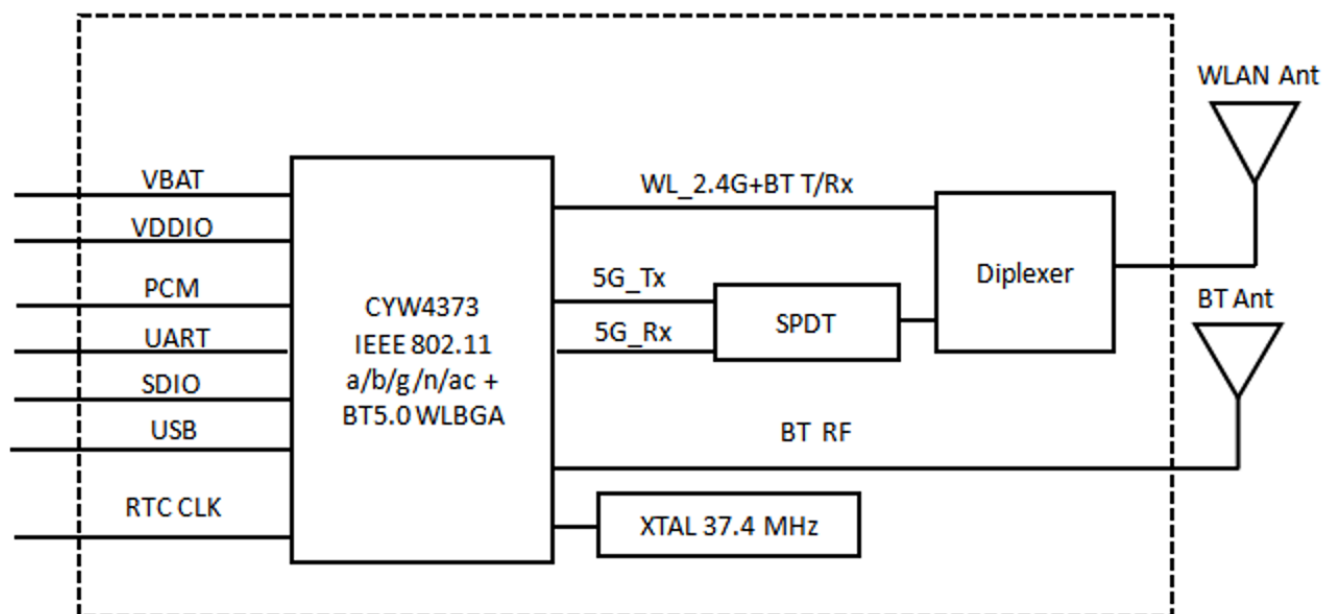 WLAN Ant
VBAT
WL_2.4G+BT T/Rx
VDDIO
5G_Tx
Diplexer
PCM
BT Ant
CYW4373
IEEE 802.11
a/b/g/n/ac +
BT5.0 WLBGA
SPDT
UART
5G_Rx
SDIO
USB
BT RF
RTC CLK
XTAL 37.4 MHz